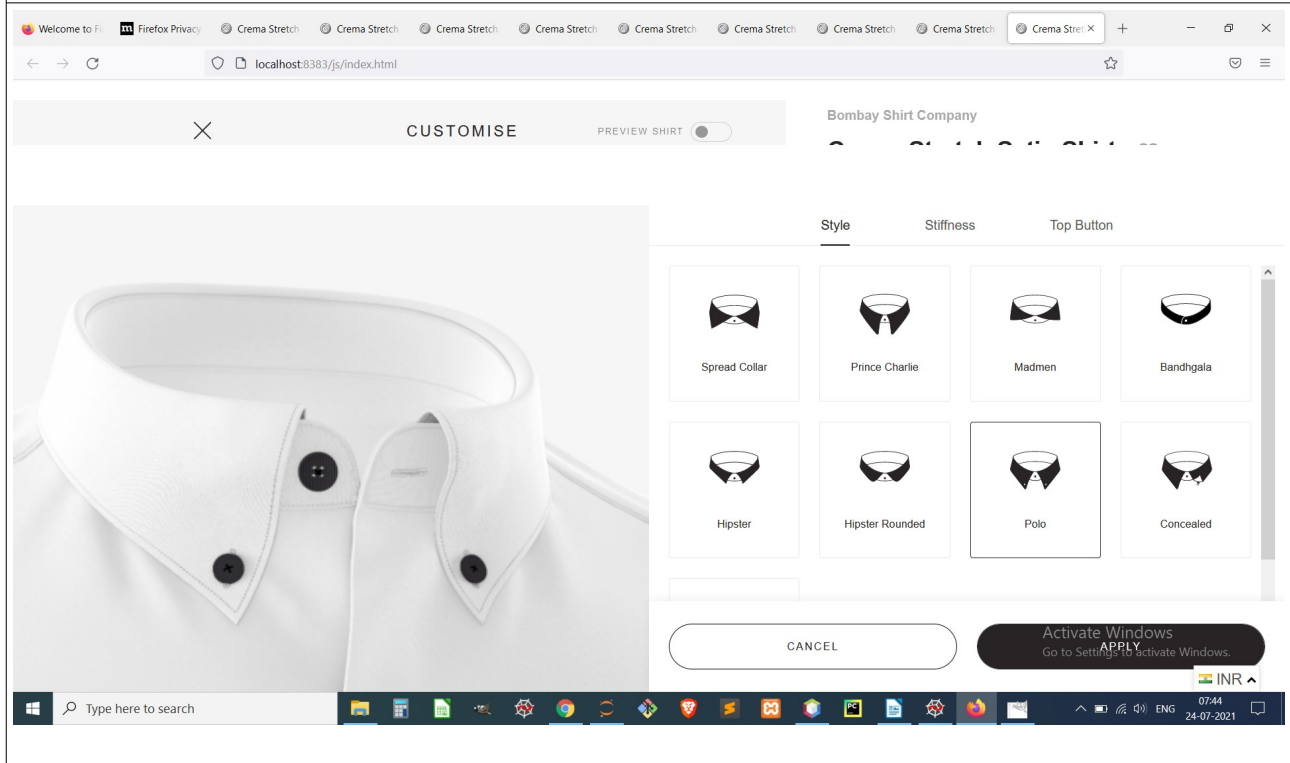 Welcome to Fi
Firefox Privacy
Crema Stretch
Crema Stretch
Crema Stretch
Crema Stretch
Crema Stretch
Crema Stretch
Crema Stretch
Crema Stretch
Crema Stret
localhost:8383/js/index.html
CUSTOMISE
PREVIEW SHIRT
Bombay Shirt Company
Style
Stiffness
Top Button
Spread Collar
Prince Charlie
Madmen
Bandhgala
Hipster
Hipster Rounded
Polo
Concealed
CANCEL
APPLY
Activate Windows
Go to Settings to activate Windows.
INR
Type here to search
ENG
07:44
24-07-2021